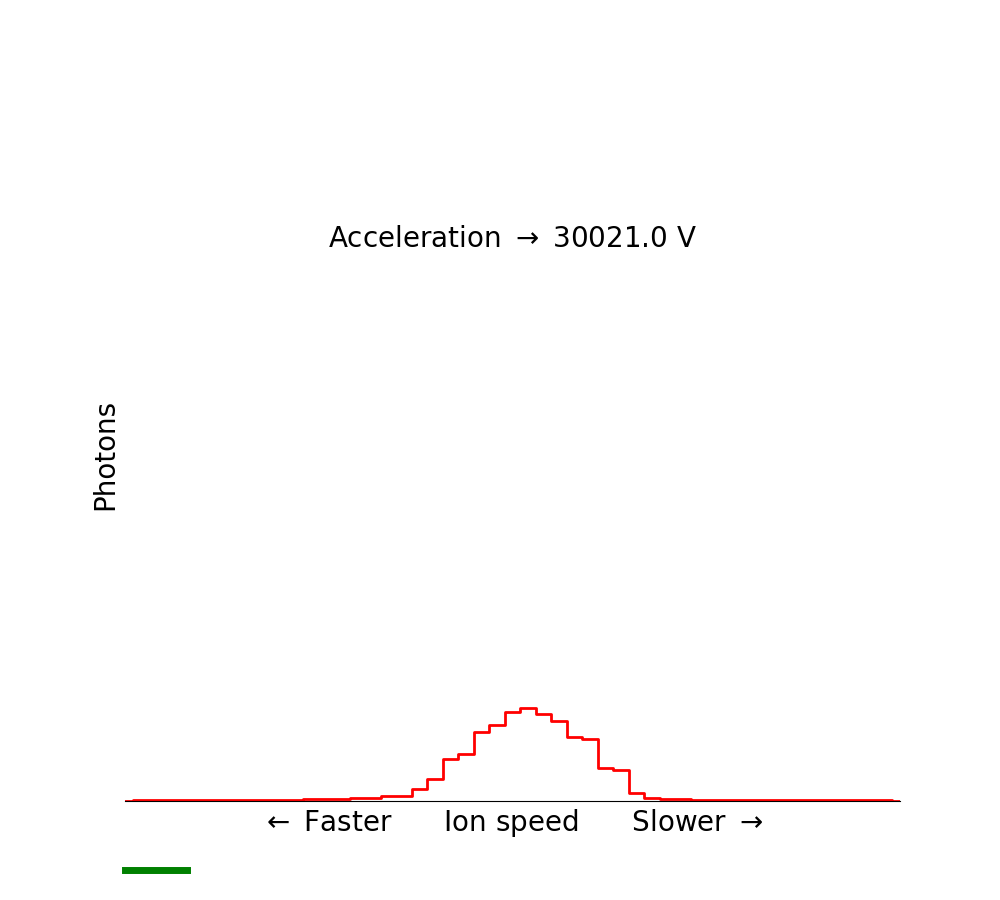 Acceleration → 30021.0 V
Photons
← Faster Ion speed Slower →